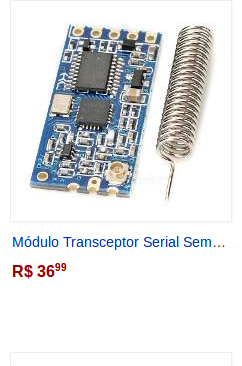 Módulo Transceptor Serial Sem…
R$ 36⁹⁹